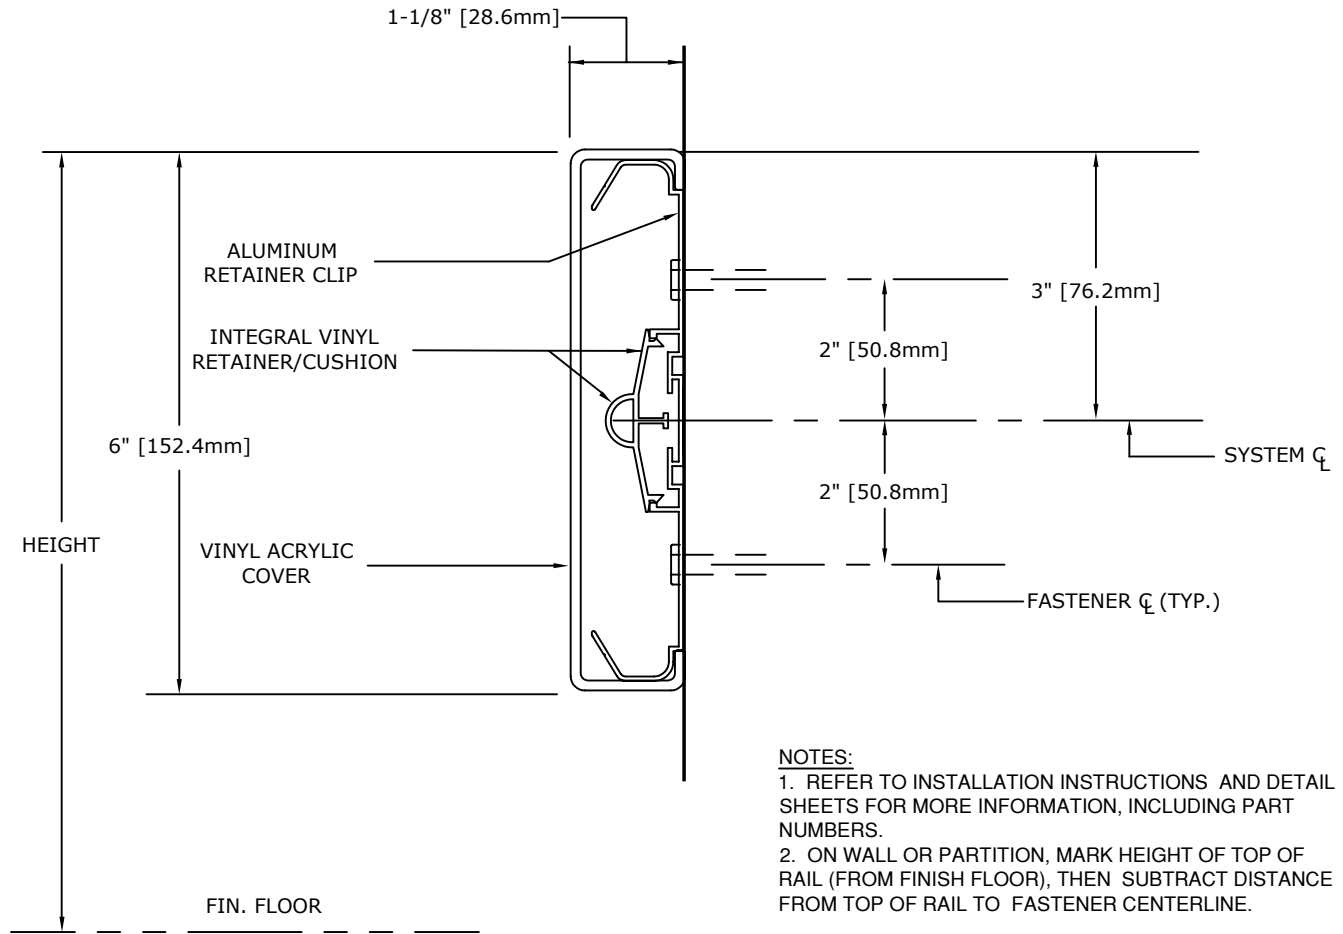 1-1/8" [28.6mm]
ALUMINUM
RETAINER CLIP
3" [76.2mm]
INTEGRAL VINYL
RETAINER/CUSHION
2" [50.8mm]
6" [152.4mm]
SYSTEM ℄
2" [50.8mm]
HEIGHT
VINYL ACRYLIC
COVER
FASTENER ℄ (TYP.)
NOTES:
1. REFER TO INSTALLATION INSTRUCTIONS AND DETAIL
SHEETS FOR MORE INFORMATION, INCLUDING PART
NUMBERS.
2. ON WALL OR PARTITION, MARK HEIGHT OF TOP OF
RAIL (FROM FINISH FLOOR), THEN SUBTRACT DISTANCE
FROM TOP OF RAIL TO FASTENER CENTERLINE.
FIN. FLOOR